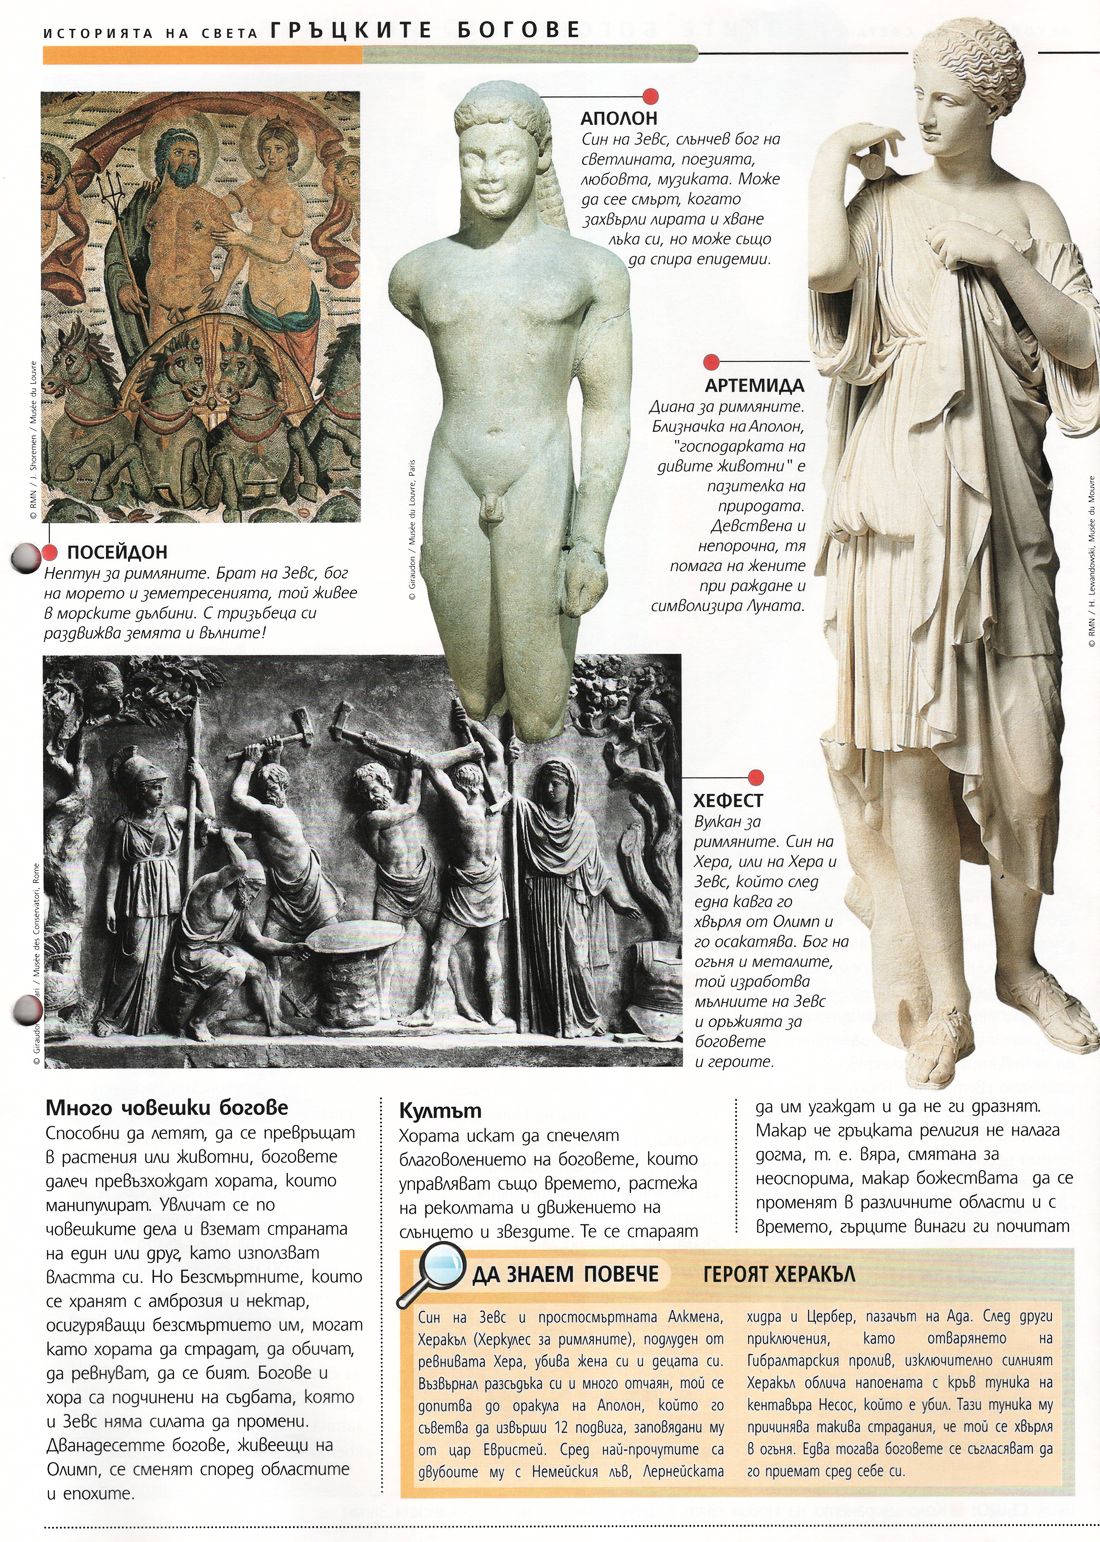 ИСТОРИЯТА НА СВЕТА ГРЪЦКИТЕ БОГОВЕ
АПОЛОН
Син на Зевс, слънчев бог на
светлината, поезията,
любовта, музиката. Може
да сее смърт, когато
захвърли лирата и хване
лъка си, но може също
да спира епидемии.
АРТЕМИДА
Диана за римляните.
Близначка на Аполон,
"господарката на
дивите животни" е
пазителка на
природата.
Девствена и
непорочна, тя
помага на жените
при раждане и
символизира Луната.
© RMN / J. Shoremen / Musée du Louvre
© Giraudon / Musée du Louvre, Paris
© RMN / H. Lewandowski, Musée du Mouvre
ПОСЕЙДОН
Нептун за римляните. Брат на Зевс, бог
на морето и земетресенията, той живее
в морските дълбини. С тризъбеца си
раздвижва земята и вълните!
ХЕФЕСТ
Вулкан за
римляните. Син на
Хера, или на Хера и
Зевс, който след
една кавга го
хвърля от Олимп и
го осакатява. Бог на
огъня и металите,
той изработва
мълниите на Зевс
и оръжията за
боговете
и героите.
ari / Musée des Conservatori, Rome
Много човешки богове
Способни да летят, да се превръщат
в растения или животни, боговете
далеч превъзхождат хората, които
манипулират. Увличат се по
човешките дела и вземат страната
на един или друг, като използват
властта си. Но Безсмъртните, които
се хранят с амброзия и нектар,
осигуряващи безсмъртието им, могат
като хората да страдат, да обичат,
да ревнуват, да се бият. Богове и
хора са подчинени на съдбата, която
и Зевс няма силата да промени.
Дванадесетте богове, живеещи на
Олимп, се сменят според областите
и епохите.
Култът
Хората искат да спечелят
благоволението на боговете, които
управляват също времето, растежа
на реколтата и движението на
слънцето и звездите. Те се стараят
да им угаждат и да не ги дразнят.
Макар че гръцката религия не налага
догма, т. е. вяра, смятана за
неоспорима, макар божествата да се
променят в различните области и с
времето, гърците винаги ги почитат
ДА ЗНАЕМ ПОВЕЧЕ ГЕРОЯТ ХЕРАКЪЛ
Син на Зевс и простосмъртната Алкмена,
Херакъл (Херкулес за римляните), подлуден от
ревнивата Хера, убива жена си и децата си.
Възвърнал разсъдъка си и много отчаян, той се
допитва до оракула на Аполон, който го
съветва да извърши 12 подвига, заповядани му
от цар Евристей. Сред най-прочутите са
двубоите му с Немейския лъв, Лернейската
хидра и Цербер, пазачът на Ада. След други
приключения, като отварянето на
Гибралтарския пролив, изключително силният
Херакъл облича напоената с кръв туника на
кентавъра Несос, който е убил. Тази туника му
причинява такива страдания, че той се хвърля
в огъня. Едва тогава боговете се съгласяват да
го приемат сред себе си.